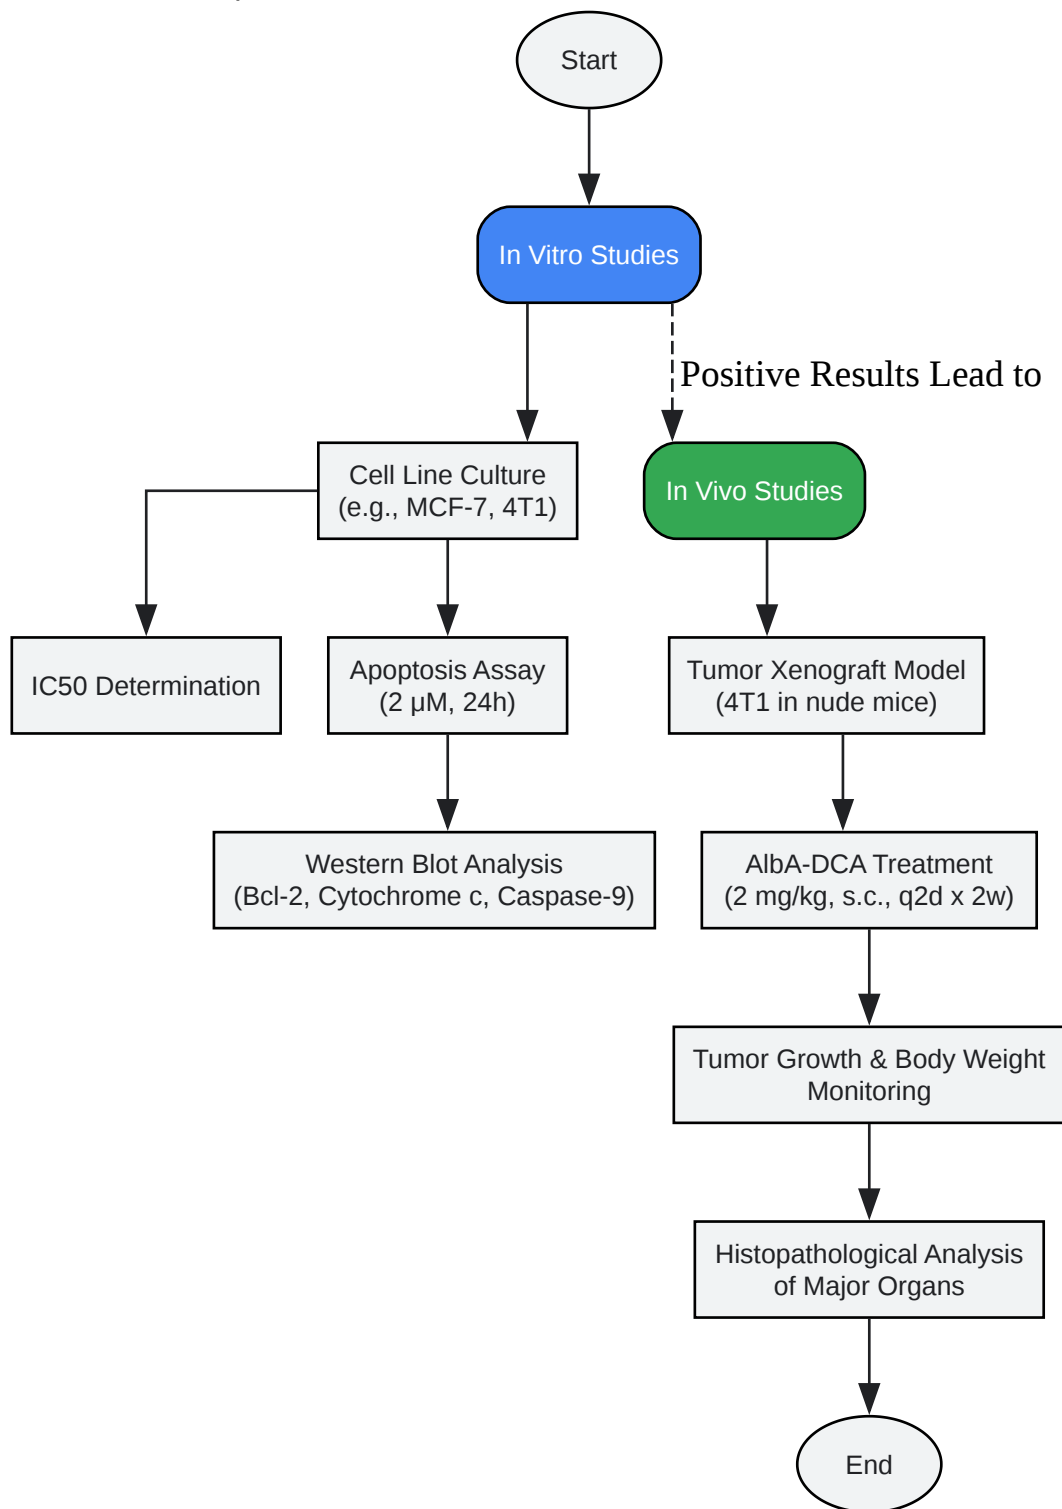 Start
In Vitro Studies
Positive Results Lead to
Cell Line Culture
(e.g., MCF-7, 4T1)
In Vivo Studies
IC50 Determination
Apoptosis Assay
(2 μM, 24h)
Tumor Xenograft Model
(4T1 in nude mice)
Western Blot Analysis
(Bcl-2, Cytochrome c, Caspase-9)
AlbA-DCA Treatment
(2 mg/kg, s.c., q2d x 2w)
Tumor Growth & Body Weight
Monitoring
Histopathological Analysis
of Major Organs
End